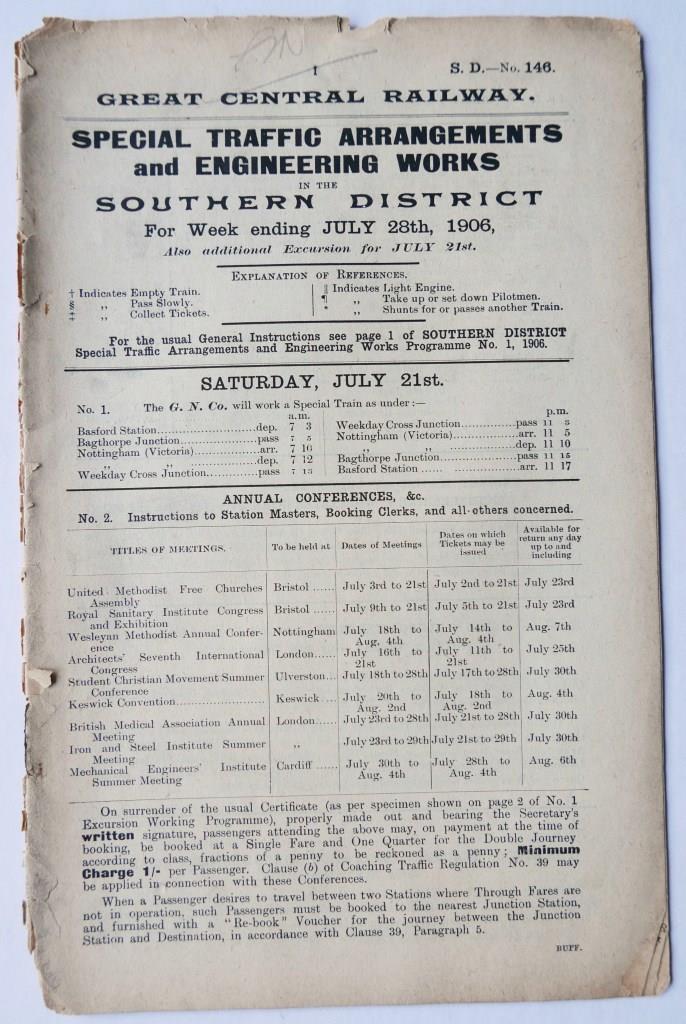 1
S. D.—No. 146.
GREAT CENTRAL RAILWAY.
SPECIAL TRAFFIC ARRANGEMENTS
and ENGINEERING WORKS
IN THE
SOUTHERN DISTRICT
For Week ending JULY 28th, 1906,
Also additional Excursion for JULY 21st.
EXPLANATION OF REFERENCES.
† Indicates Empty Train.
§ „ Pass Slowly.
‡ „ Collect Tickets.
‖ Indicates Light Engine.
¶ „ Take up or set down Pilotmen.
* „ Shunts for or passes another Train.
For the usual General Instructions see page 1 of SOUTHERN DISTRICT
Special Traffic Arrangements and Engineering Works Programme No. 1, 1906.
SATURDAY, JULY 21st.
No. 1. The G. N. Co. will work a Special Train as under :—
a.m.
Basford Station..............................dep. 7 3
Bagthorpe Junction........................pass 7 5
Nottingham (Victoria).....................arr. 7 10
„ „ .....................dep. 7 12
Weekday Cross Junction...............pass 7 13
p.m.
Weekday Cross Junction...............pass 11 3
Nottingham (Victoria).....................arr. 11 5
„ „ .....................dep. 11 10
Bagthorpe Junction........................pass 11 15
Basford Station ...... .....................arr. 11 17
ANNUAL CONFERENCES, &c.
No. 2. Instructions to Station Masters, Booking Clerks, and all others concerned.
TITLES OF MEETINGS. To be held at Dates of Meetings Dates on which Tickets may be issued Available for return any day up to and including
United Methodist Free Churches Assembly Bristol ...... July 3rd to 21st July 2nd to 21st July 23rd
Royal Sanitary Institute Congress and Exhibition Bristol ...... July 9th to 21st July 5th to 21st July 23rd
Wesleyan Methodist Annual Conference Nottingham July 18th to Aug. 4th July 14th to Aug. 4th Aug. 7th
Architects' Seventh International Congress London...... July 16th to 21st July 11th to 21st July 25th
Student Christian Movement Summer Conference Ulverston... July 18th to 28th July 17th to 28th July 30th
Keswick Convention........................... Keswick .... July 20th to Aug. 2nd July 18th to Aug. 2nd Aug. 4th
British Medical Association Annual Meeting London..... July 23rd to 28th July 21st to 28th July 30th
Iron and Steel Institute Summer Meeting „ July 23rd to 29th July 21st to 29th July 30th
Mechanical Engineers' Institute Summer Meeting Cardiff ...... July 30th to Aug. 4th July 28th to Aug. 4th Aug. 6th
On surrender of the usual Certificate (as per specimen shown on page 2 of No. 1
Excursion Working Programme), properly made out and bearing the Secretary's
written signature, passengers attending the above may, on payment at the time of
booking, be booked at a Single Fare and One Quarter for the Double Journey
according to class, fractions of a penny to be reckoned as a penny; Minimum
Charge 1/- per Passenger. Clause (b) of Coaching Traffic Regulation No. 39 may
be applied in connection with these Conferences.
When a Passenger desires to travel between two Stations where Through Fares are
not in operation, such Passengers must be booked to the nearest Junction Station,
and furnished with a "Re-book" Voucher for the journey between the Junction
Station and Destination, in accordance with Clause 39, Paragraph 5.
BUFF.